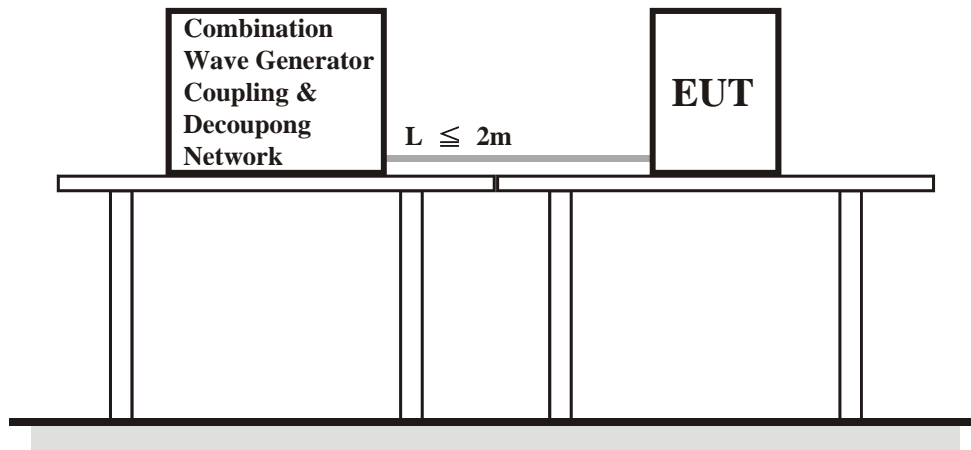 Combination
Wave Generator
Coupling &
Decoupong
Network
L ≦ 2m
EUT